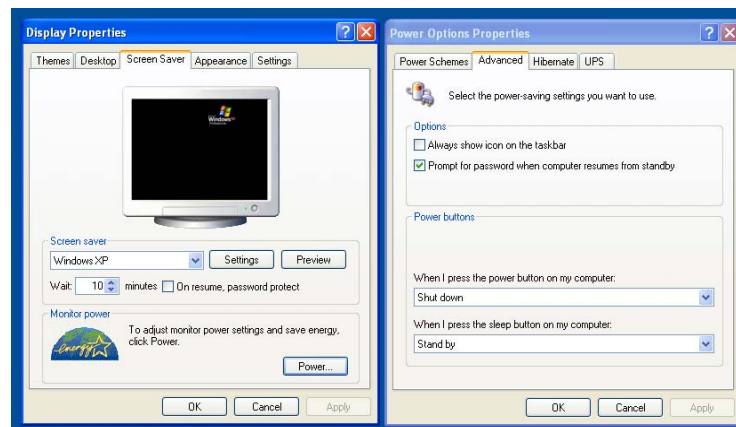 Display Properties
Themes Desktop Screen Saver Appearance Settings
Windows xp
Professional
Screen saver
Windows XP Settings Preview
Wait: 10 minutes On resume, password protect
Monitor power
energy
To adjust monitor power settings and save energy,
click Power.
Power...
OK Cancel Apply
Power Options Properties
Power Schemes Advanced Hibernate UPS
Select the power-saving settings you want to use.
Options
Always show icon on the taskbar
Prompt for password when computer resumes from standby
Power buttons
When I press the power button on my computer:
Shut down
When I press the sleep button on my computer:
Stand by
OK Cancel Apply